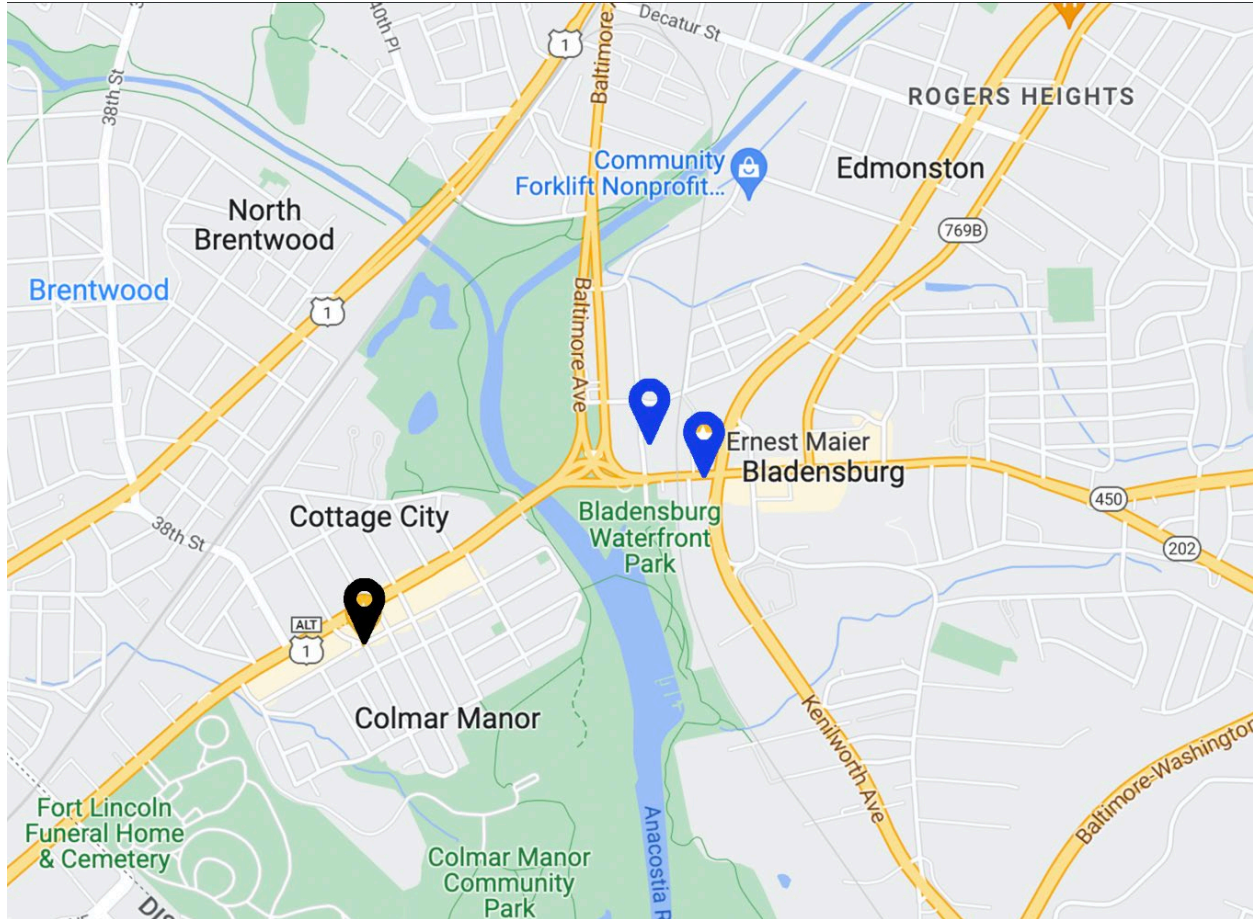 40th Pl
1
Baltimore
Decatur St
ROGERS HEIGHTS
38th St
Community
Forklift Nonprofit...
Edmonston
North
Brentwood
769B
Brentwood
1
Baltimore Ave
Ernest Maier
Bladensburg
450
Cottage City
38th St
Bladensburg
Waterfront
Park
202
ALT
1
Colmar Manor
Kenilworth Ave
Baltimore-Washington
Fort Lincoln
Funeral Home
& Cemetery
Anacostia R
Colmar Manor
Community
Park
DIS